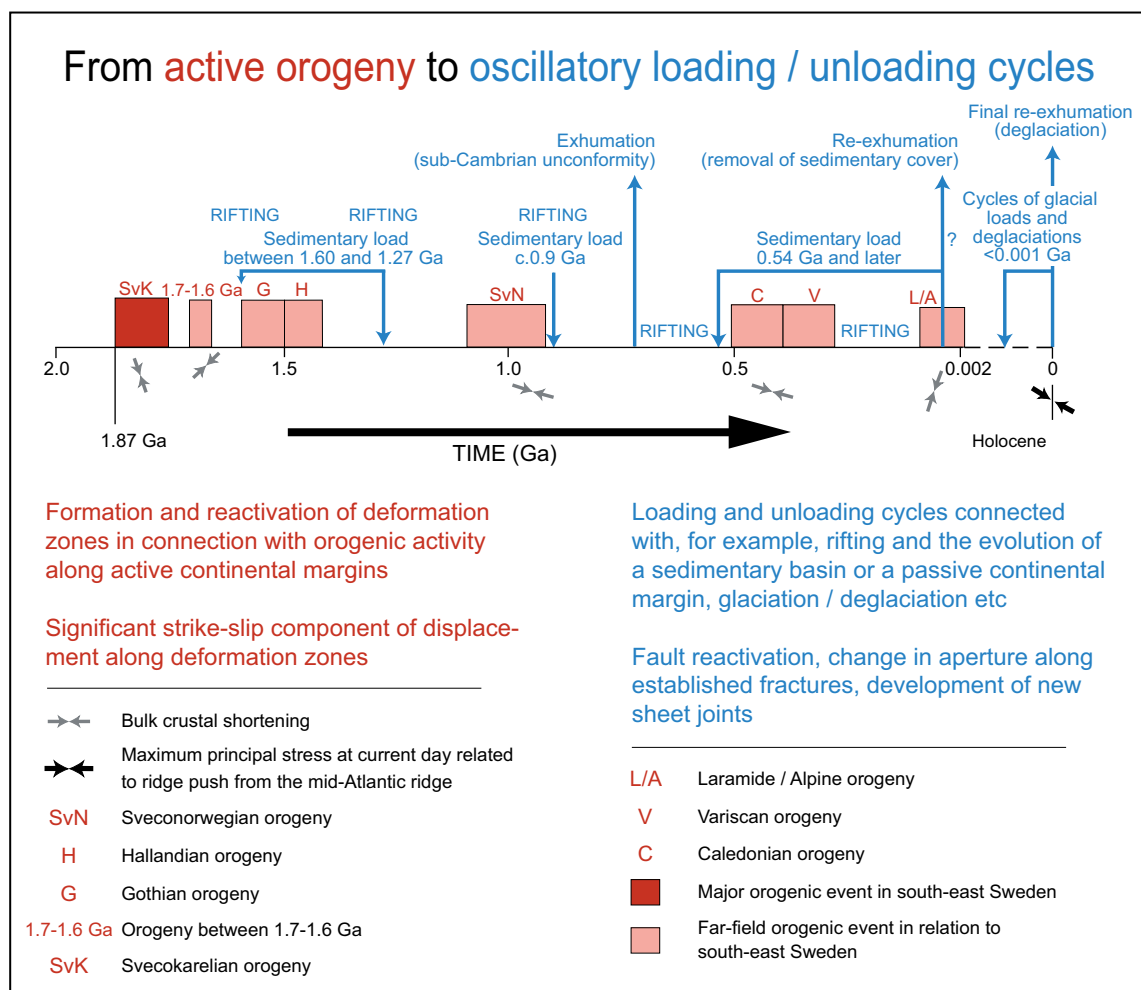 From active orogeny to oscillatory loading / unloading cycles
Final re-exhumation
(deglaciation)
Exhumation
(sub-Cambrian unconformity)
Re-exhumation
(removal of sedimentary cover)
Cycles of glacial
loads and
deglaciations
<0.001 Ga
RIFTING
RIFTING
RIFTING
Sedimentary load
between 1.60 and 1.27 Ga
Sedimentary load
c.0.9 Ga
Sedimentary load
0.54 Ga and later
?
SvK
1.7-1.6 Ga
G
H
SvN
C
V
L/A
RIFTING
RIFTING
2.0
1.5
1.0
0.5
0.002
0
1.87 Ga
TIME (Ga)
Holocene
Formation and reactivation of deformation
zones in connection with orogenic activity
along active continental margins
Significant strike-slip component of displace-
ment along deformation zones
Bulk crustal shortening
Maximum principal stress at current day related
to ridge push from the mid-Atlantic ridge
SvN Sveconorwegian orogeny
H Hallandian orogeny
G Gothian orogeny
1.7-1.6 Ga Orogeny between 1.7-1.6 Ga
SvK Svecokarelian orogeny
Loading and unloading cycles connected
with, for example, rifting and the evolution of
a sedimentary basin or a passive continental
margin, glaciation / deglaciation etc
Fault reactivation, change in aperture along
established fractures, development of new
sheet joints
L/A Laramide / Alpine orogeny
V Variscan orogeny
C Caledonian orogeny
Major orogenic event in south-east Sweden
Far-field orogenic event in relation to
south-east Sweden